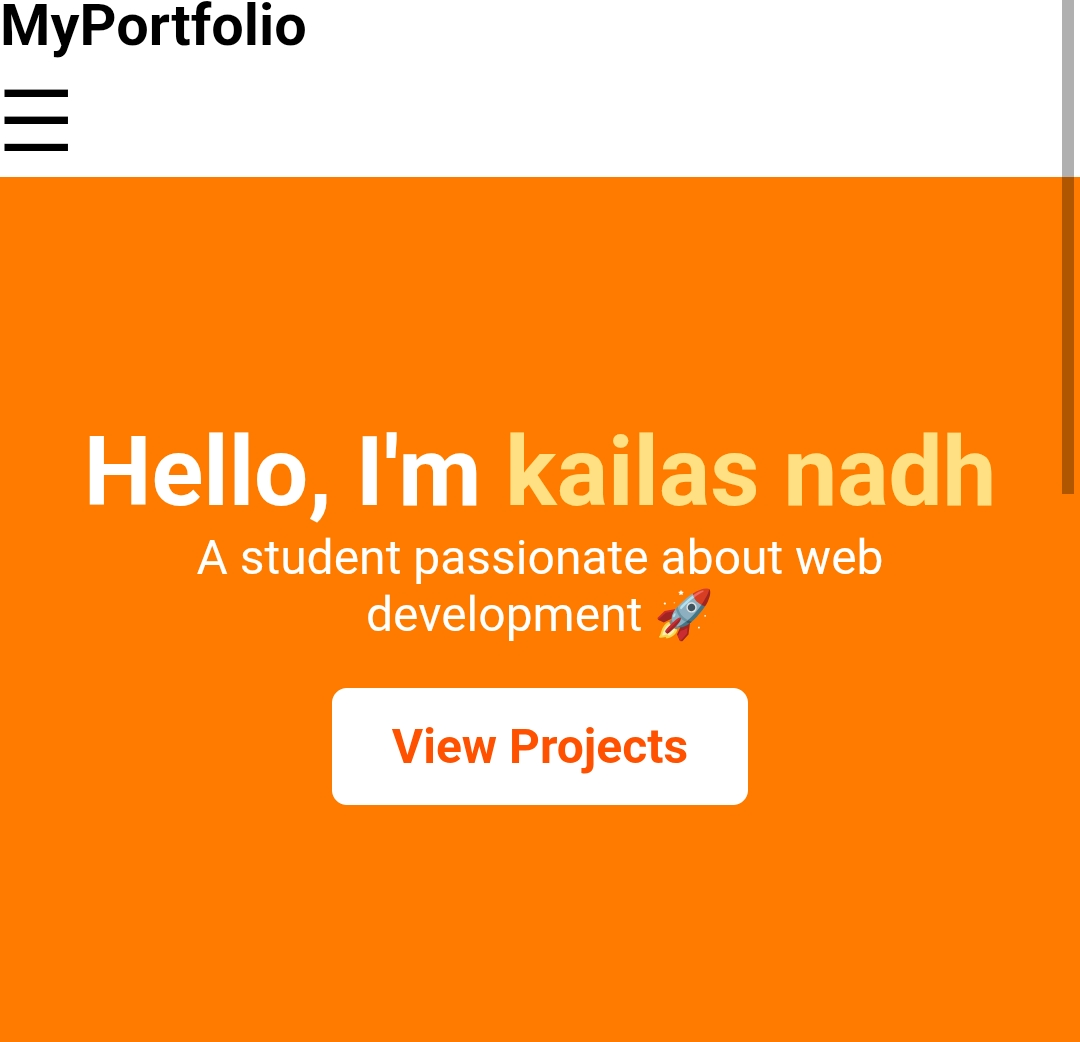 MyPortfolio
Hello, I'm kailas nadh
A student passionate about web
development 🚀
View Projects